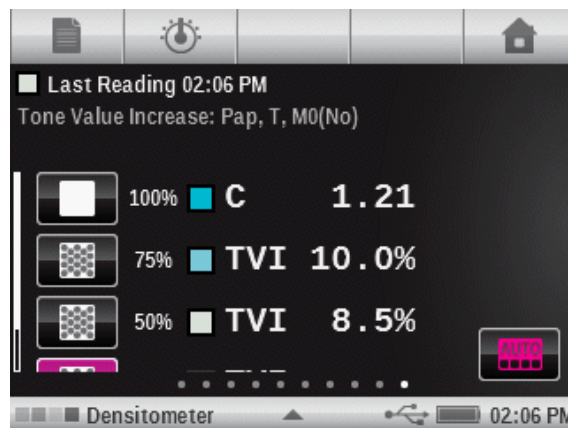 Last Reading 02:06 PM
Tone Value Increase: Pap, T, M0(No)
100% C 1.21
75% TVI 10.0%
50% TVI 8.5%
AUTO
Densitometer 02:06 PM